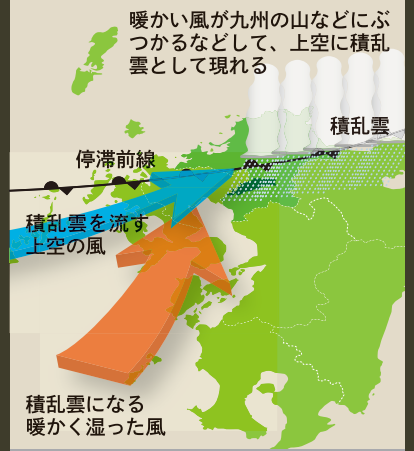 暖かい風が九州の山などにぶ
つかるなどして、上空に積乱
雲として現れる
積乱雲
停滞前線
積乱雲を流す
上空の風
積乱雲になる
暖かく湿った風